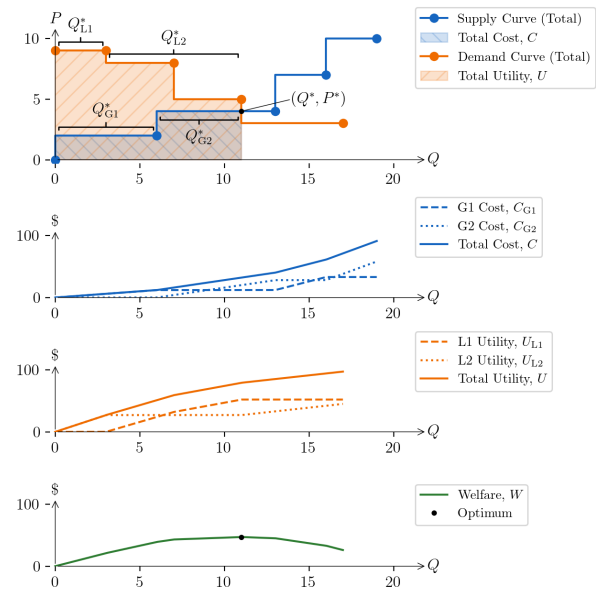 P
Q*L1
Q*L2
10
5
0
Q*G1
Q*G2
(Q*, P*)
0 5 10 15 20 Q
Supply Curve (Total)
Total Cost, C
Demand Curve (Total)
Total Utility, U
$
100
0
0 5 10 15 20 Q
G1 Cost, CG1
G2 Cost, CG2
Total Cost, C
$
100
0
0 5 10 15 20 Q
L1 Utility, UL1
L2 Utility, UL2
Total Utility, U
$
100
0
0 5 10 15 20 Q
Welfare, W
Optimum